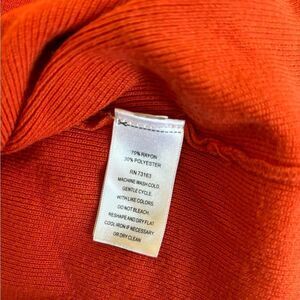 70% RAYON
30% POLYESTER
RN 73163
MACHINE WASH COLD.
GENTLE CYCLE.
WITH LIKE COLORS
DO NOT BLEACH.
RESHAPE AND DRY FLAT
COOL IRON IF NECESSARY
OR DRY CLEAN